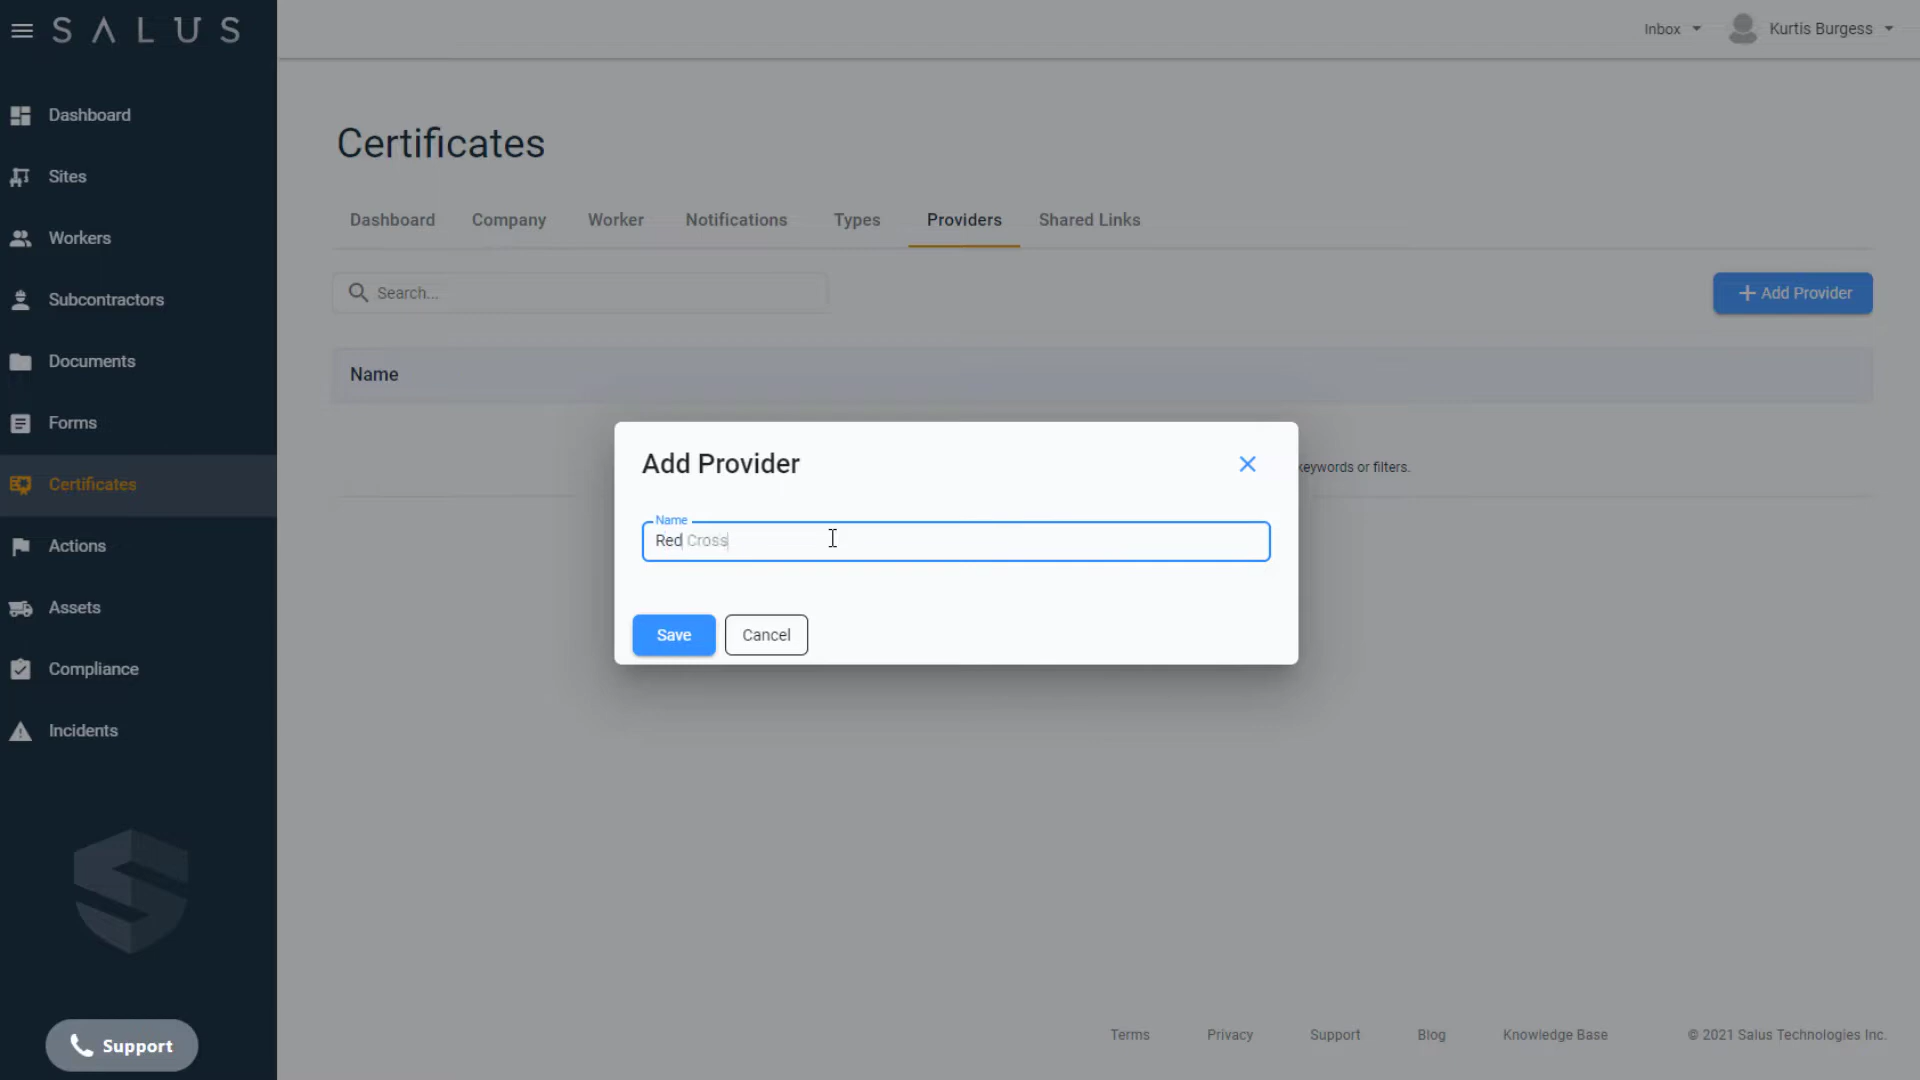 SALUS
Inbox
Kurtis Burgess
Dashboard
Sites
Workers
Subcontractors
Documents
Forms
Certificates
Actions
Assets
Compliance
Incidents
Support
Certificates
Dashboard Company Worker Notifications Types Providers Shared Links
Search...
+ Add Provider
Name
keywords or filters.
Add Provider
Name
Red Cross
Save Cancel
Terms Privacy Support Blog Knowledge Base © 2021 Salus Technologies Inc.